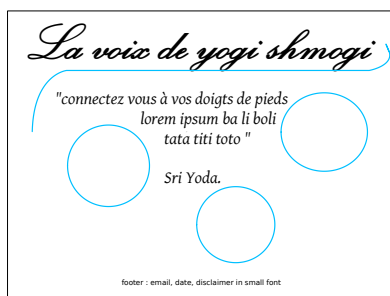 La voix de yogi shmogi
"connectez vous à vos doigts de pieds
lorem ipsum ba li boli
tata titi toto "
Sri Yoda.
footer : email, date, disclaimer in small font